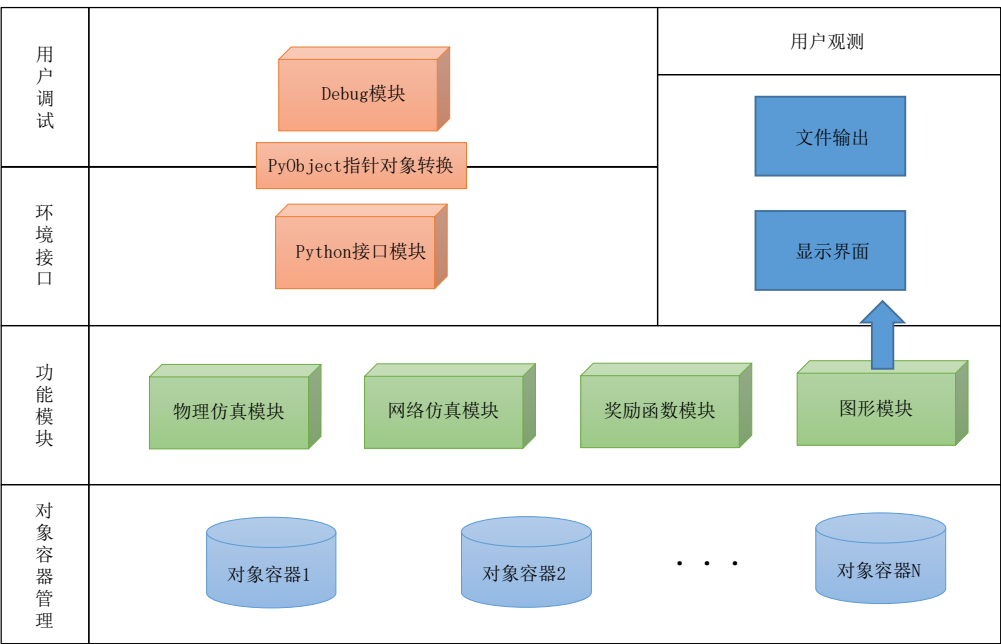 用户调试
Debug模块
用户观测
文件输出
PyObject指针对象转换
环境接口
Python接口模块
显示界面
功能模块
物理仿真模块
网络仿真模块
奖励函数模块
图形模块
对象容器管理
对象容器1
对象容器2
· · ·
对象容器N